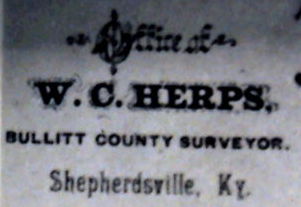 Office of
W. C. HERPS,
BULLITT COUNTY SURVEYOR.
Shepherdsville, Ky.